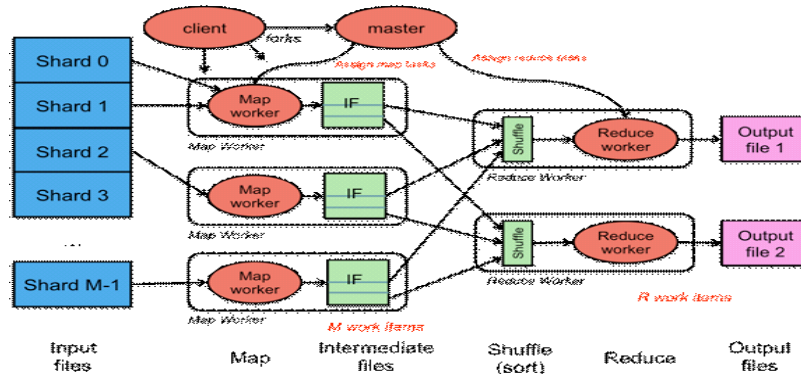 client
forks
master
Assign map tasks
Assign reduce tasks
Shard 0
Shard 1
Shard 2
Shard 3
...
Shard M-1
Map
worker
IF
Map Worker
Map
worker
IF
Map Worker
Map
worker
IF
Map Worker
M work items
Shuffle
Reduce
worker
Reduce Worker
Shuffle
Reduce
worker
Reduce Worker
R work items
Output
file 1
Output
file 2
Input
files
Map
Intermediate
files
Shuffle
(sort)
Reduce
Output
files